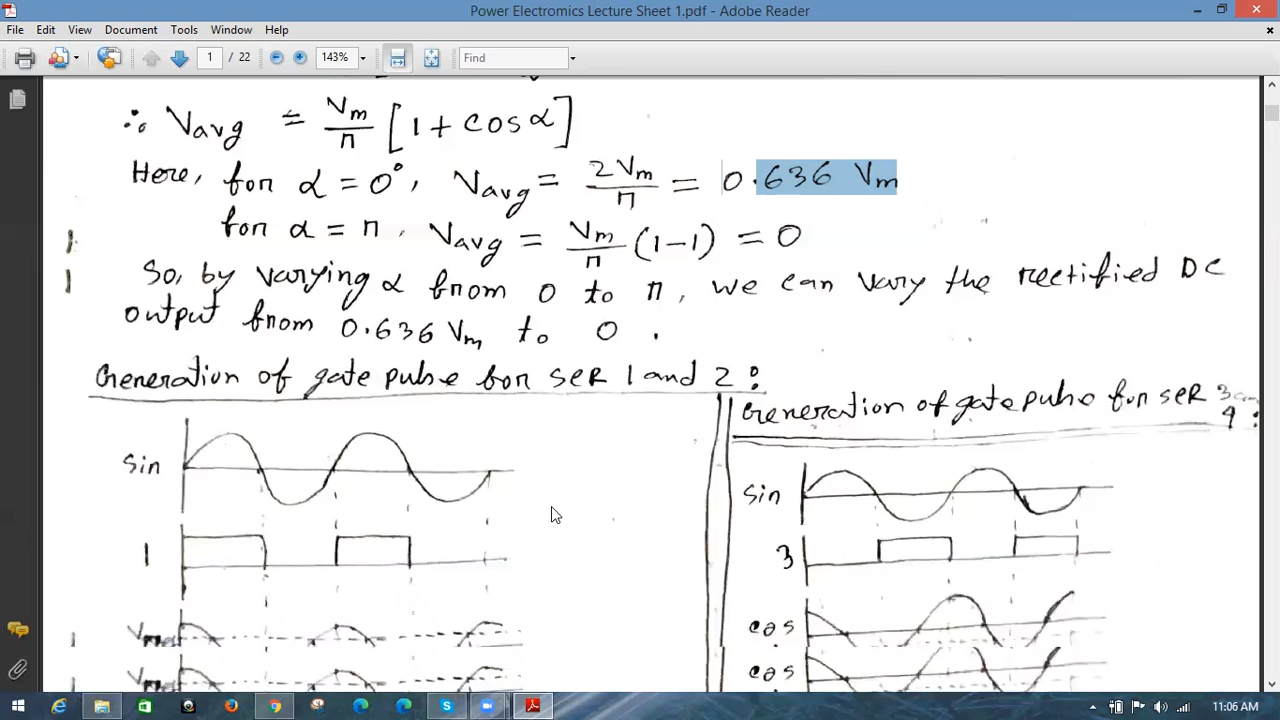 Power Electronics Lecture Sheet 1.pdf - Adobe Reader
File Edit View Document Tools Window Help
1 / 22 143% Find
∴ Vavg = Vm/π [1 + cos α]
Here, for α = 0°, Vavg = 2Vm/π = 0.636 Vm
for α = π, Vavg = Vm/π (1-1) = 0
So, by varying α from 0 to π, we can vary the rectified DC
output from 0.636 Vm to 0.
Generation of gate pulse for SCR 1 and 2:
Generation of gate pulse for SCR 3
4:
sin
1
sin
3
cos
cos
11:06 AM